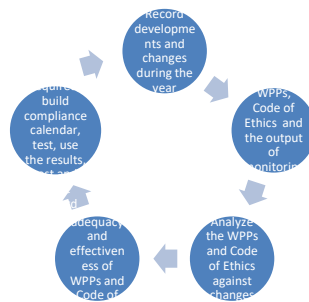 Record
developme
nts and
changes
during the
year
WPPs,
Code of
Ethics and
the output
of
monitorin
Analyze
the WPPs
and Code
of Ethics
against
changes
adequacy
and
effectiven
ess of
WPPs and
Code of
build
compliance
calendar,
test, use
the results,